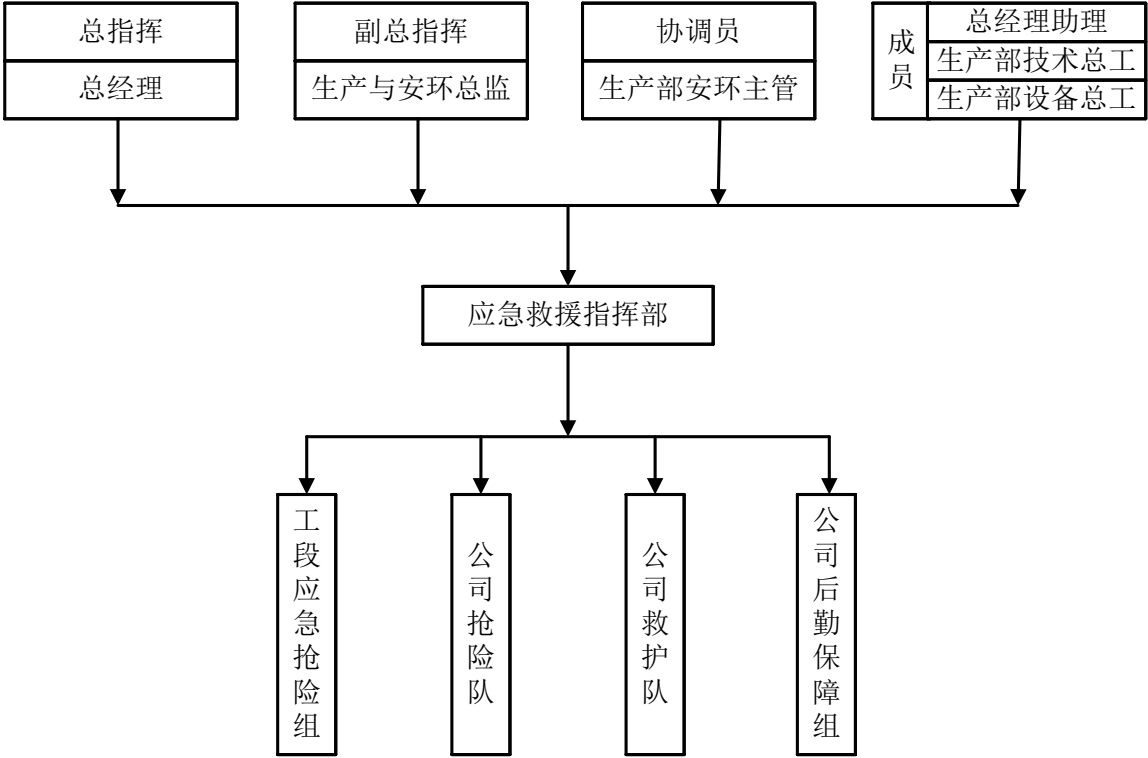 总指挥
总经理
副总指挥
生产与安环总监
协调员
生产部安环主管
成员
总经理助理
生产部技术总工
生产部设备总工
应急救援指挥部
工段应急抢险组
公司抢险队
公司救护队
公司后勤保障组